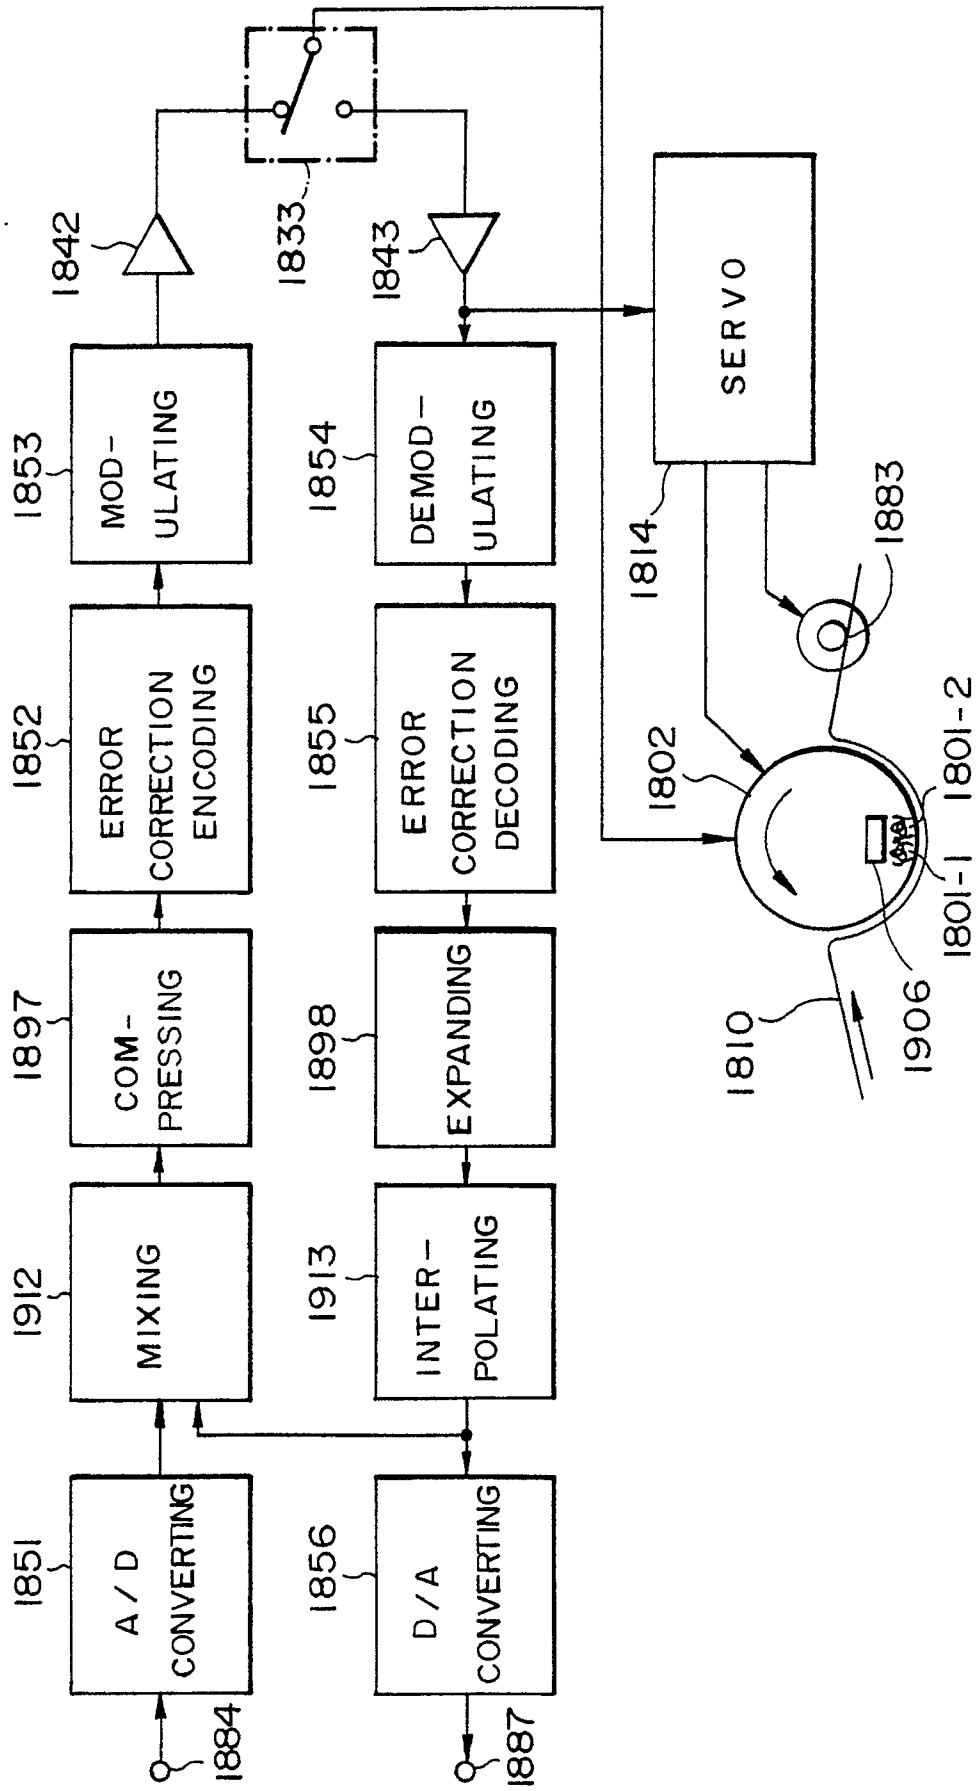 1884
1851
A/D
CONVERTING
1912
MIXING
1897
COM-
PRESSING
1852
ERROR
CORRECTION
ENCODING
1853
MOD-
ULATING
1842
1833
1887
1856
D/A
CONVERTING
1913
INTER-
POLATING
1898
EXPANDING
1855
ERROR
CORRECTION
DECODING
1854
DEMOD-
ULATING
1843
1814
SERVO
1810
1802
1883
1906
1801-1
1801-2